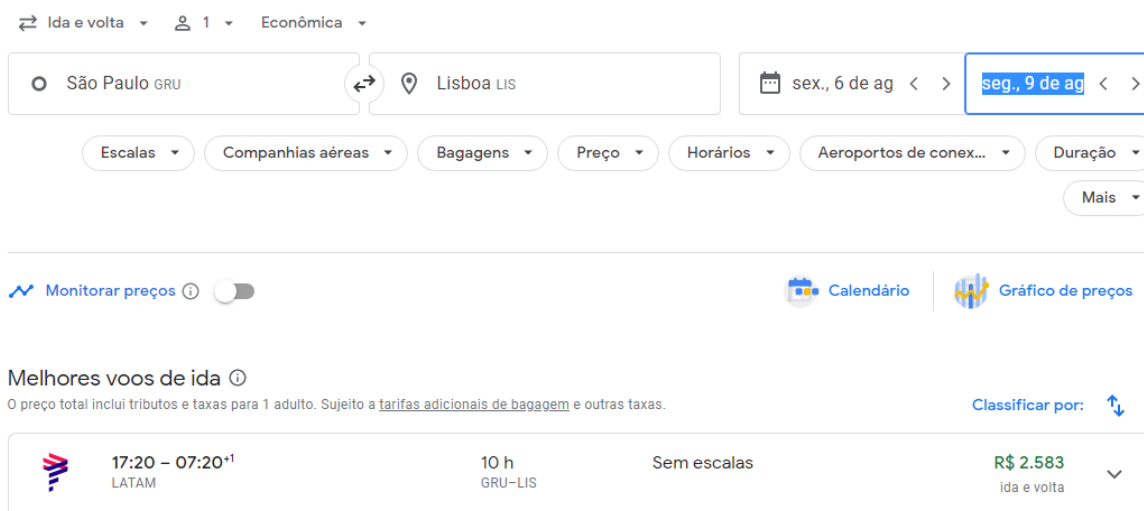 Ida e volta 1 Econômica
São Paulo GRU Lisboa LIS sex., 6 de ag seg., 9 de ag
Escalas Companhias aéreas Bagagens Preço Horários Aeroportos de conex... Duração
Mais
Monitorar preços Calendário Gráfico de preços
Melhores voos de ida
O preço total inclui tributos e taxas para 1 adulto. Sujeito a tarifas adicionais de bagagem e outras taxas. Classificar por:
17:20 – 07:20+1 10 h Sem escalas R$ 2.583
LATAM GRU–LIS ida e volta